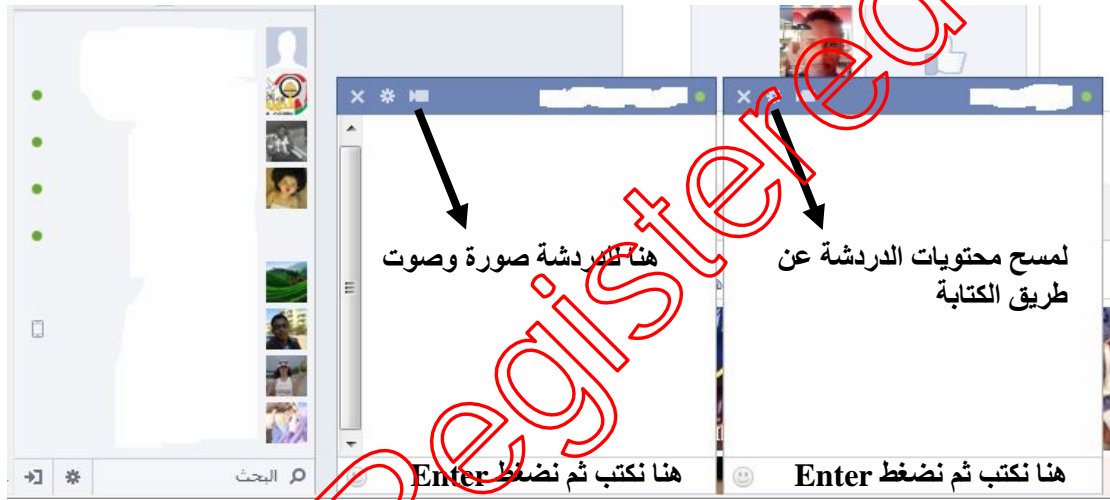 لمسح محتويات الدردشة عن
طريق الكتابة
هنا للدردشة صورة وصوت
هنا نكتب ثم نضغط Enter
هنا نكتب ثم نضغط Enter
البحث
Registered